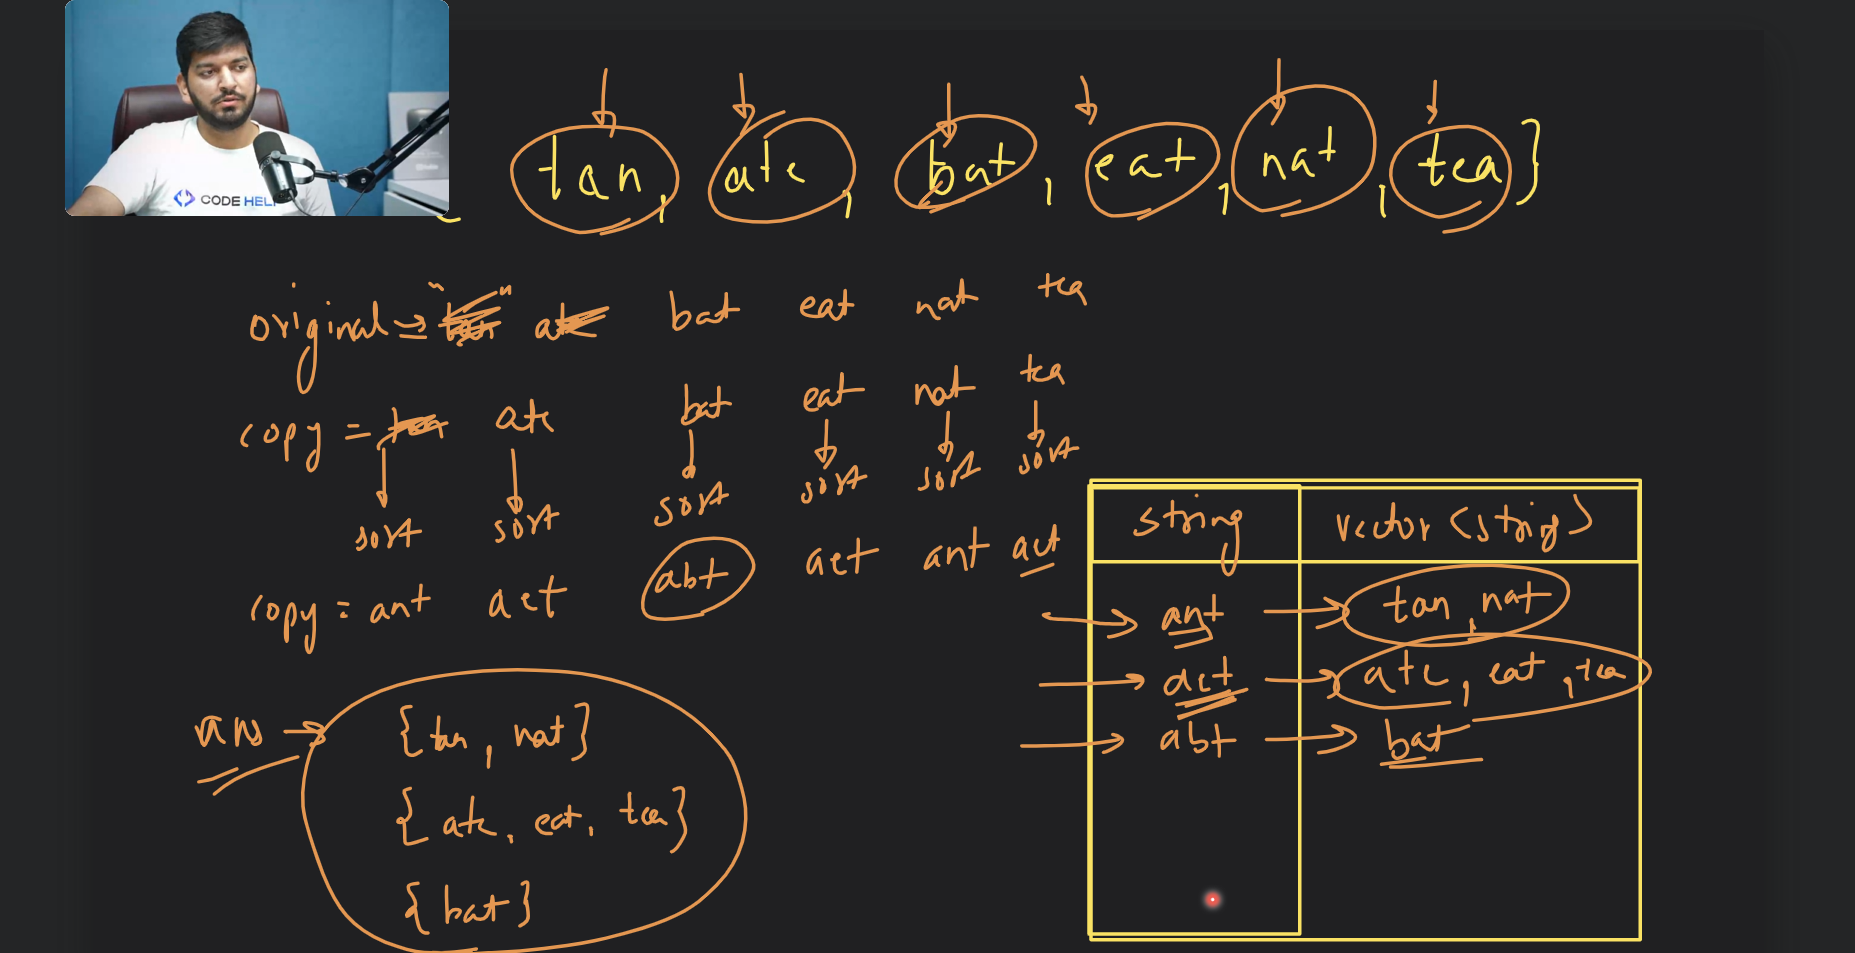 CODE HEL
tan, ate, bat, eat, nat, tea}
original → "tan" ate bat eat nat tea
copy = tan ate bat eat nat tea
sort sort sort sort sort sort
copy = ant aet abt aet ant aet
string vector<string>
ant → tan, nat
aet → ate, eat, tea
abt → bat
ans → {tan, nat}
{ate, eat, tea}
{bat}